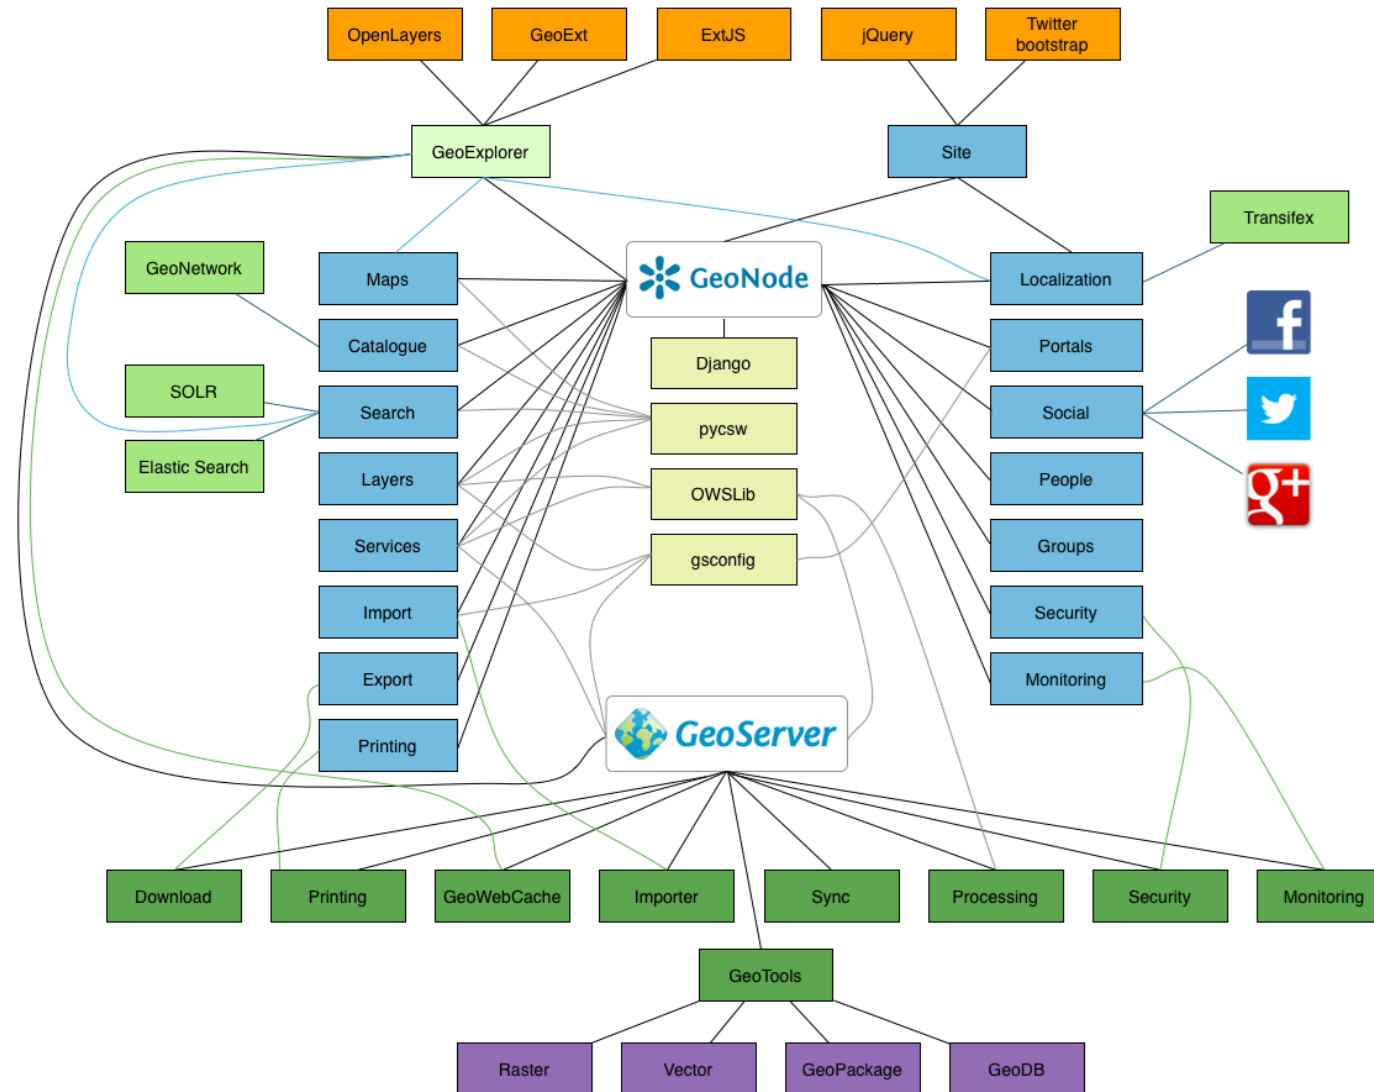 OpenLayers
GeoExt
ExtJS
jQuery
Twitter
bootstrap
GeoExplorer
Site
Transifex
GeoNetwork
Maps
GeoNode
Localization
Catalogue
Django
Portals
SOLR
Search
pycsw
Social
f
Elastic Search
Layers
OWSLib
People
g+
Services
gsconfig
Groups
Import
Security
Export
Monitoring
Printing
GeoServer
Download
Printing
GeoWebCache
Importer
Sync
Processing
Security
Monitoring
GeoTools
Raster
Vector
GeoPackage
GeoDB